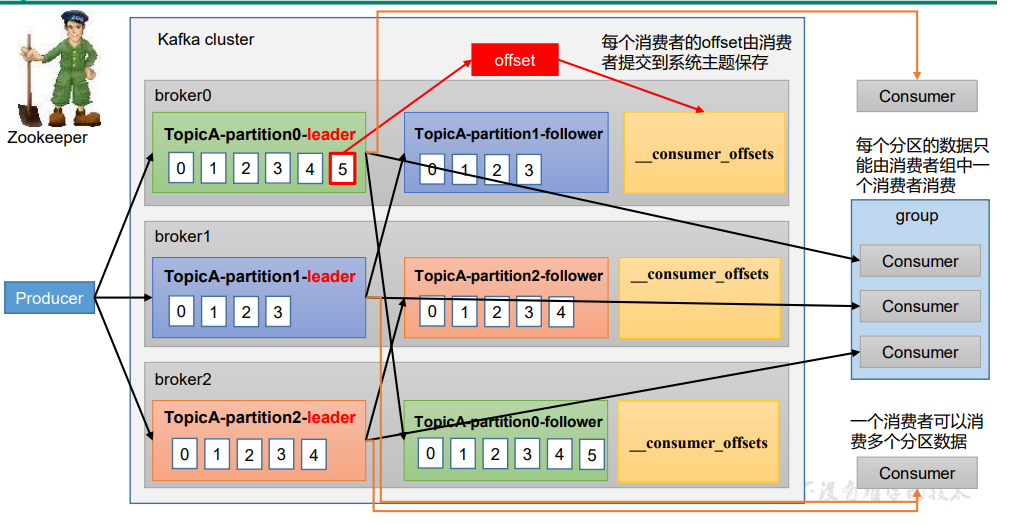 Zookeeper
Kafka cluster
offset
每个消费者的offset由消费
者提交到系统主题保存
broker0
TopicA-partition0-leader
0 1 2 3 4 5
TopicA-partition1-follower
0 1 2 3
__consumer_offsets
broker1
TopicA-partition1-leader
0 1 2 3
TopicA-partition2-follower
0 1 2 3 4
__consumer_offsets
broker2
TopicA-partition2-leader
0 1 2 3 4
TopicA-partition0-follower
0 1 2 3 4 5
__consumer_offsets
Producer
Consumer
每个分区的数据只
能由消费者组中一
个消费者消费
group
Consumer
Consumer
Consumer
一个消费者可以消
费多个分区数据
Consumer